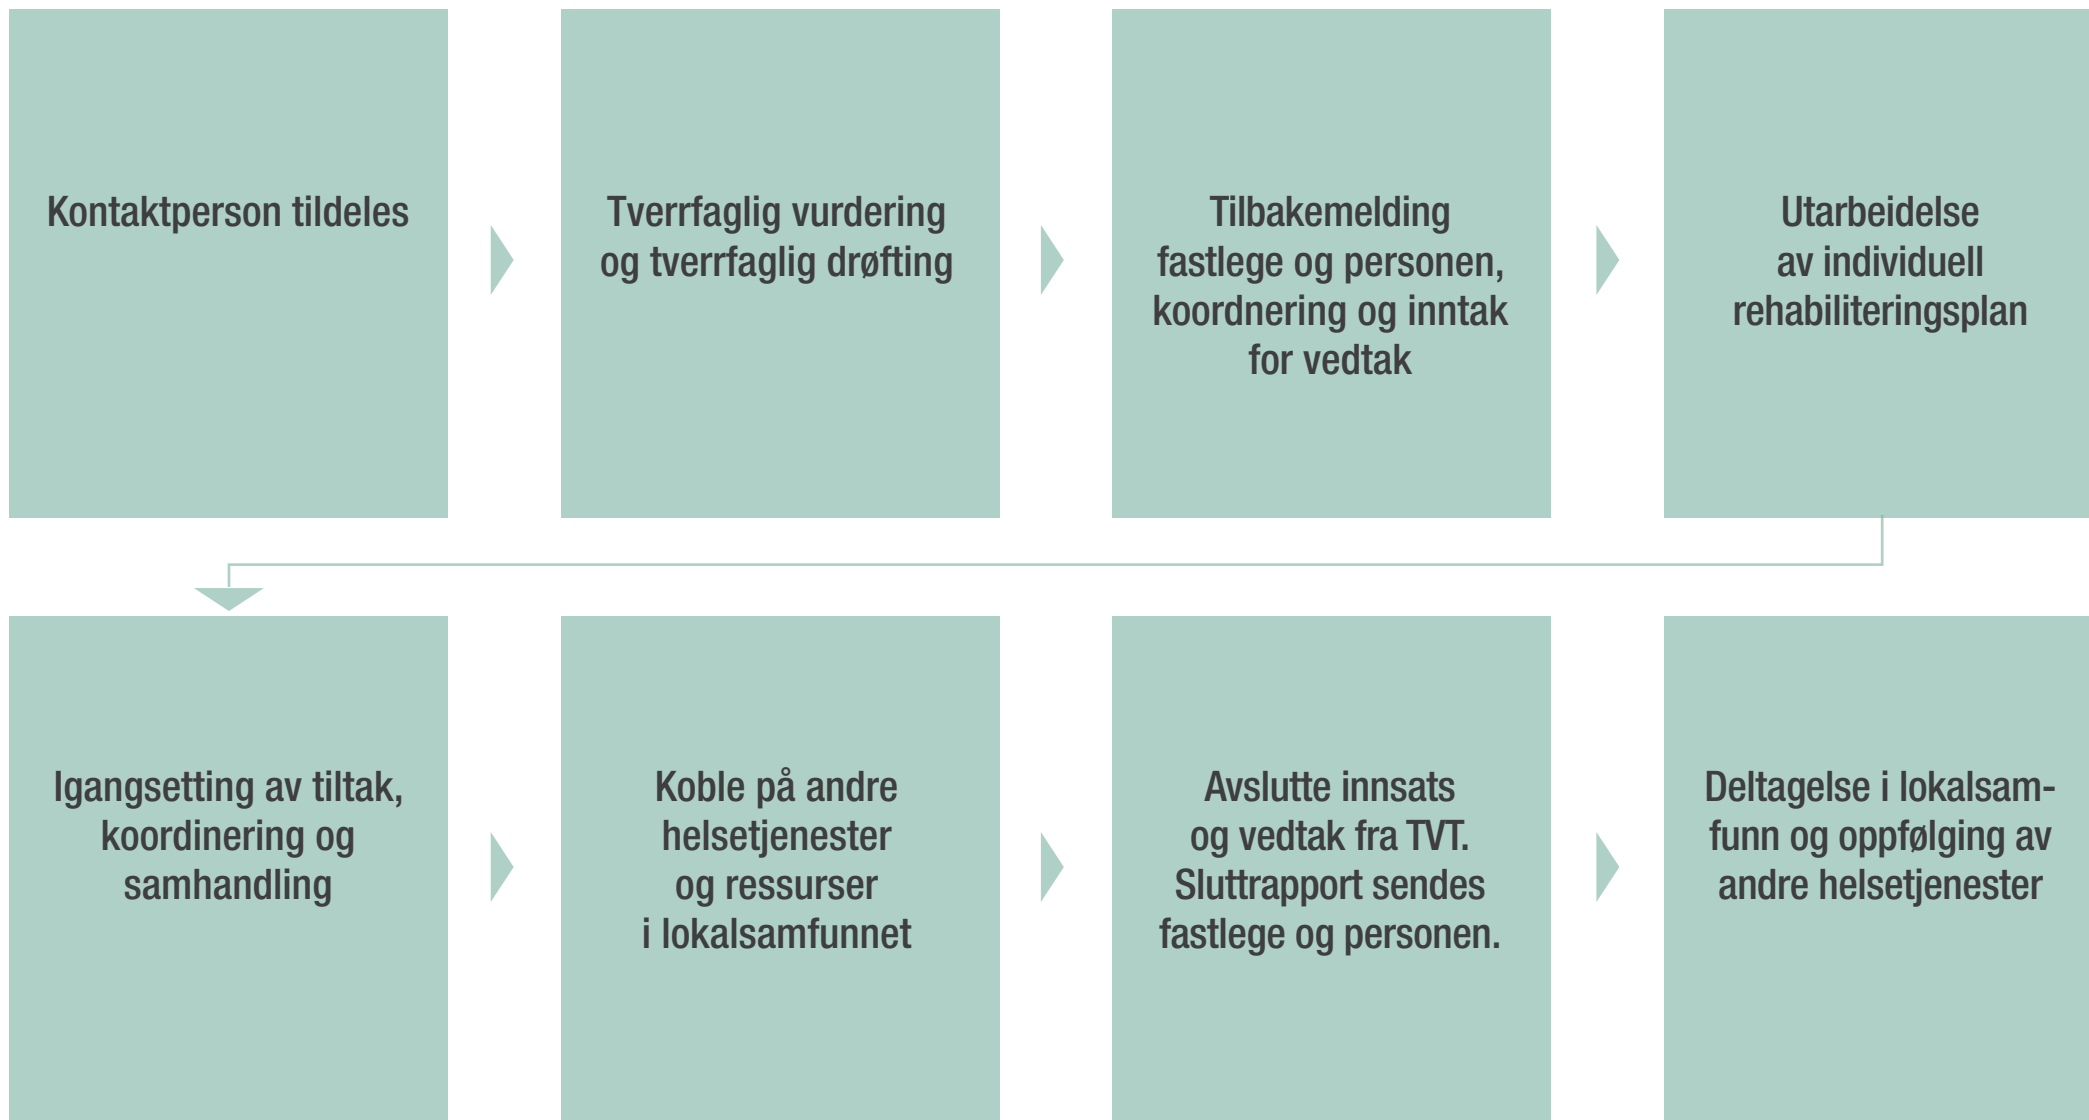 Kontaktperson tildeles
Tverrfaglig vurdering
og tverrfaglig drøfting
Tilbakemelding
fastlege og personen,
koordnering og inntak
for vedtak
Utarbeidelse
av individuell
rehabiliteringsplan
Igangsetting av tiltak,
koordinering og
samhandling
Koble på andre
helsetjenester
og ressurser
i lokalsamfunnet
Avslutte innsats
og vedtak fra TVT.
Sluttrapport sendes
fastlege og personen.
Deltagelse i lokalsam-
funn og oppfølging av
andre helsetjenester